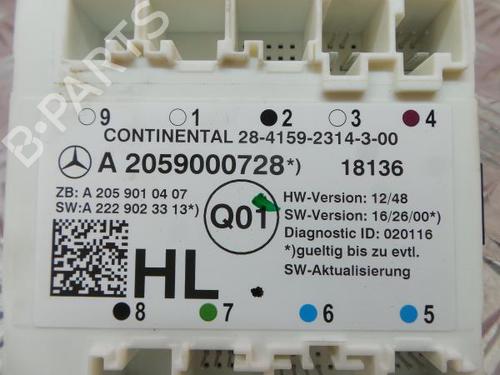 B-PARTS
9 1 2 3 4
CONTINENTAL 28-4159-2314-3-00
A 2059000728*) 18136
ZB: A 205 901 04 07
SW:A 222 902 33 13*)
Q01
HW-Version: 12/48
SW-Version: 16/26/00*)
Diagnostic ID: 020116
*)gueltig bis zu evtl.
SW-Aktualisierung
HL
8 7 6 5